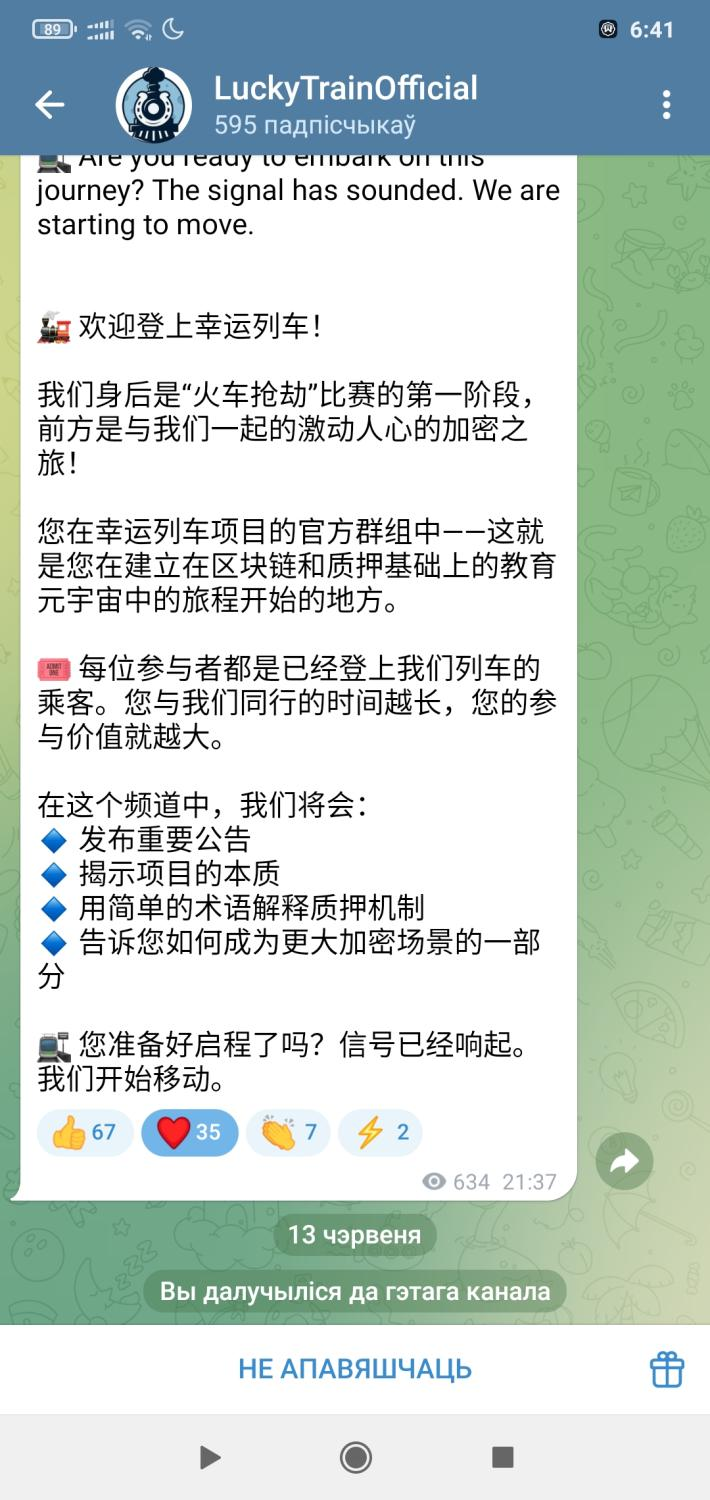 89
6:41
LuckyTrainOfficial
595 падпісчыкаў
Are you ready to embark on this
journey? The signal has sounded. We are
starting to move.
欢迎登上幸运列车！
我们身后是“火车抢劫”比赛的第一阶段，
前方是与我们一起的激动人心的加密之
旅！
您在幸运列车项目的官方群组中——这就
是您在建立在区块链和质押基础上的教育
元宇宙中的旅程开始的地方。
ADMIT ONE
每位参与者都是已经登上我们列车的
乘客。您与我们同行的时间越长，您的参
与价值就越大。
在这个频道中，我们将会：
发布重要公告
揭示项目的本质
用简单的术语解释质押机制
告诉您如何成为更大加密场景的一部
分
您准备好启程了吗？信号已经响起。
我们开始移动。
67 35 7 2
634 21:37
13 чэрвеня
Вы далучыліся да гэтага канала
НЕ АПАВЯШЧАЦЬ